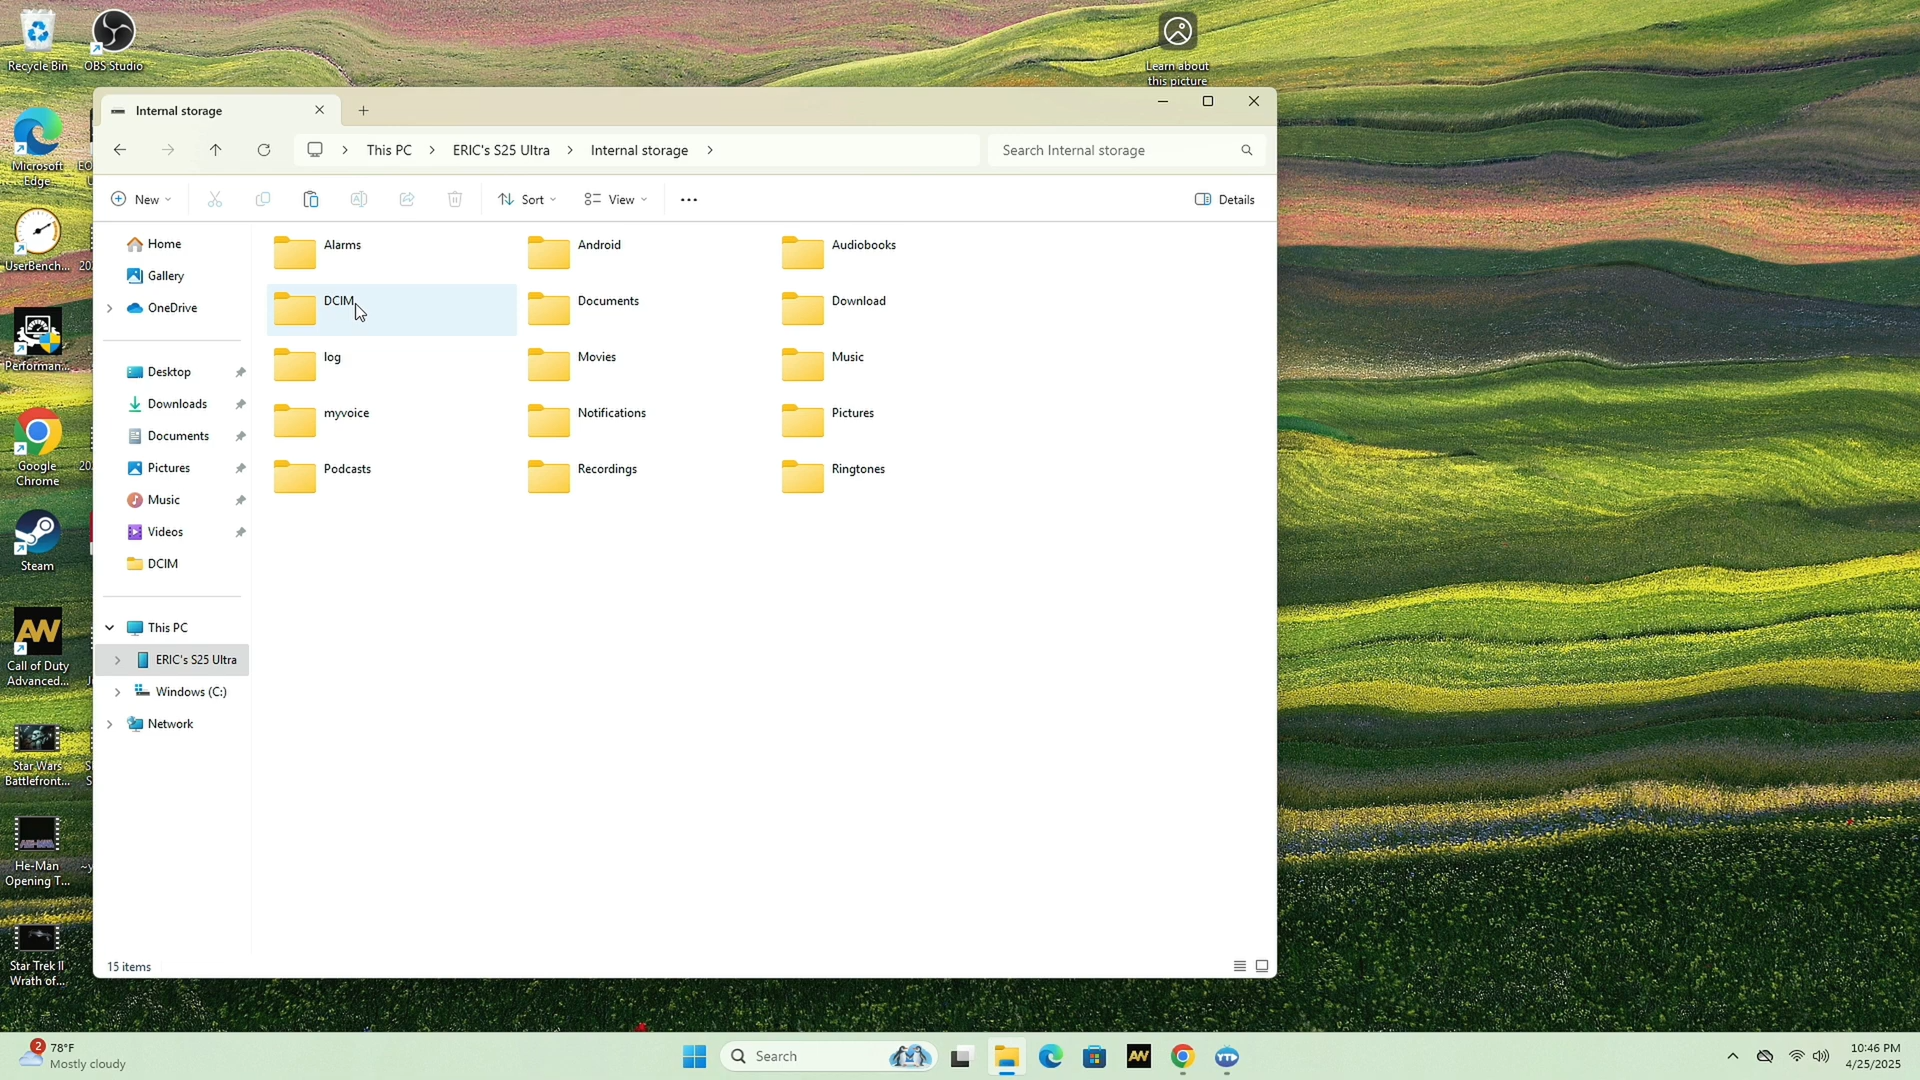 Recycle Bin
OBS Studio
Learn about
this picture
Microsoft
Edge
UserBench...
Performan...
Google
Chrome
Steam
Call of Duty
Advanced...
Star Wars
Battlefront...
He-Man
Opening T...
Star Trek II
Wrath of...
Internal storage
This PC > ERIC's S25 Ultra > Internal storage >
Search Internal storage
New
Sort
View
Details
Home
Gallery
OneDrive
Desktop
Downloads
Documents
Pictures
Music
Videos
DCIM
This PC
ERIC's S25 Ultra
Windows (C:)
Network
Alarms
Android
Audiobooks
DCIM
Documents
Download
log
Movies
Music
myvoice
Notifications
Pictures
Podcasts
Recordings
Ringtones
15 items
2
78°F
Mostly cloudy
Search
AW
YTD
10:46 PM
4/25/2025